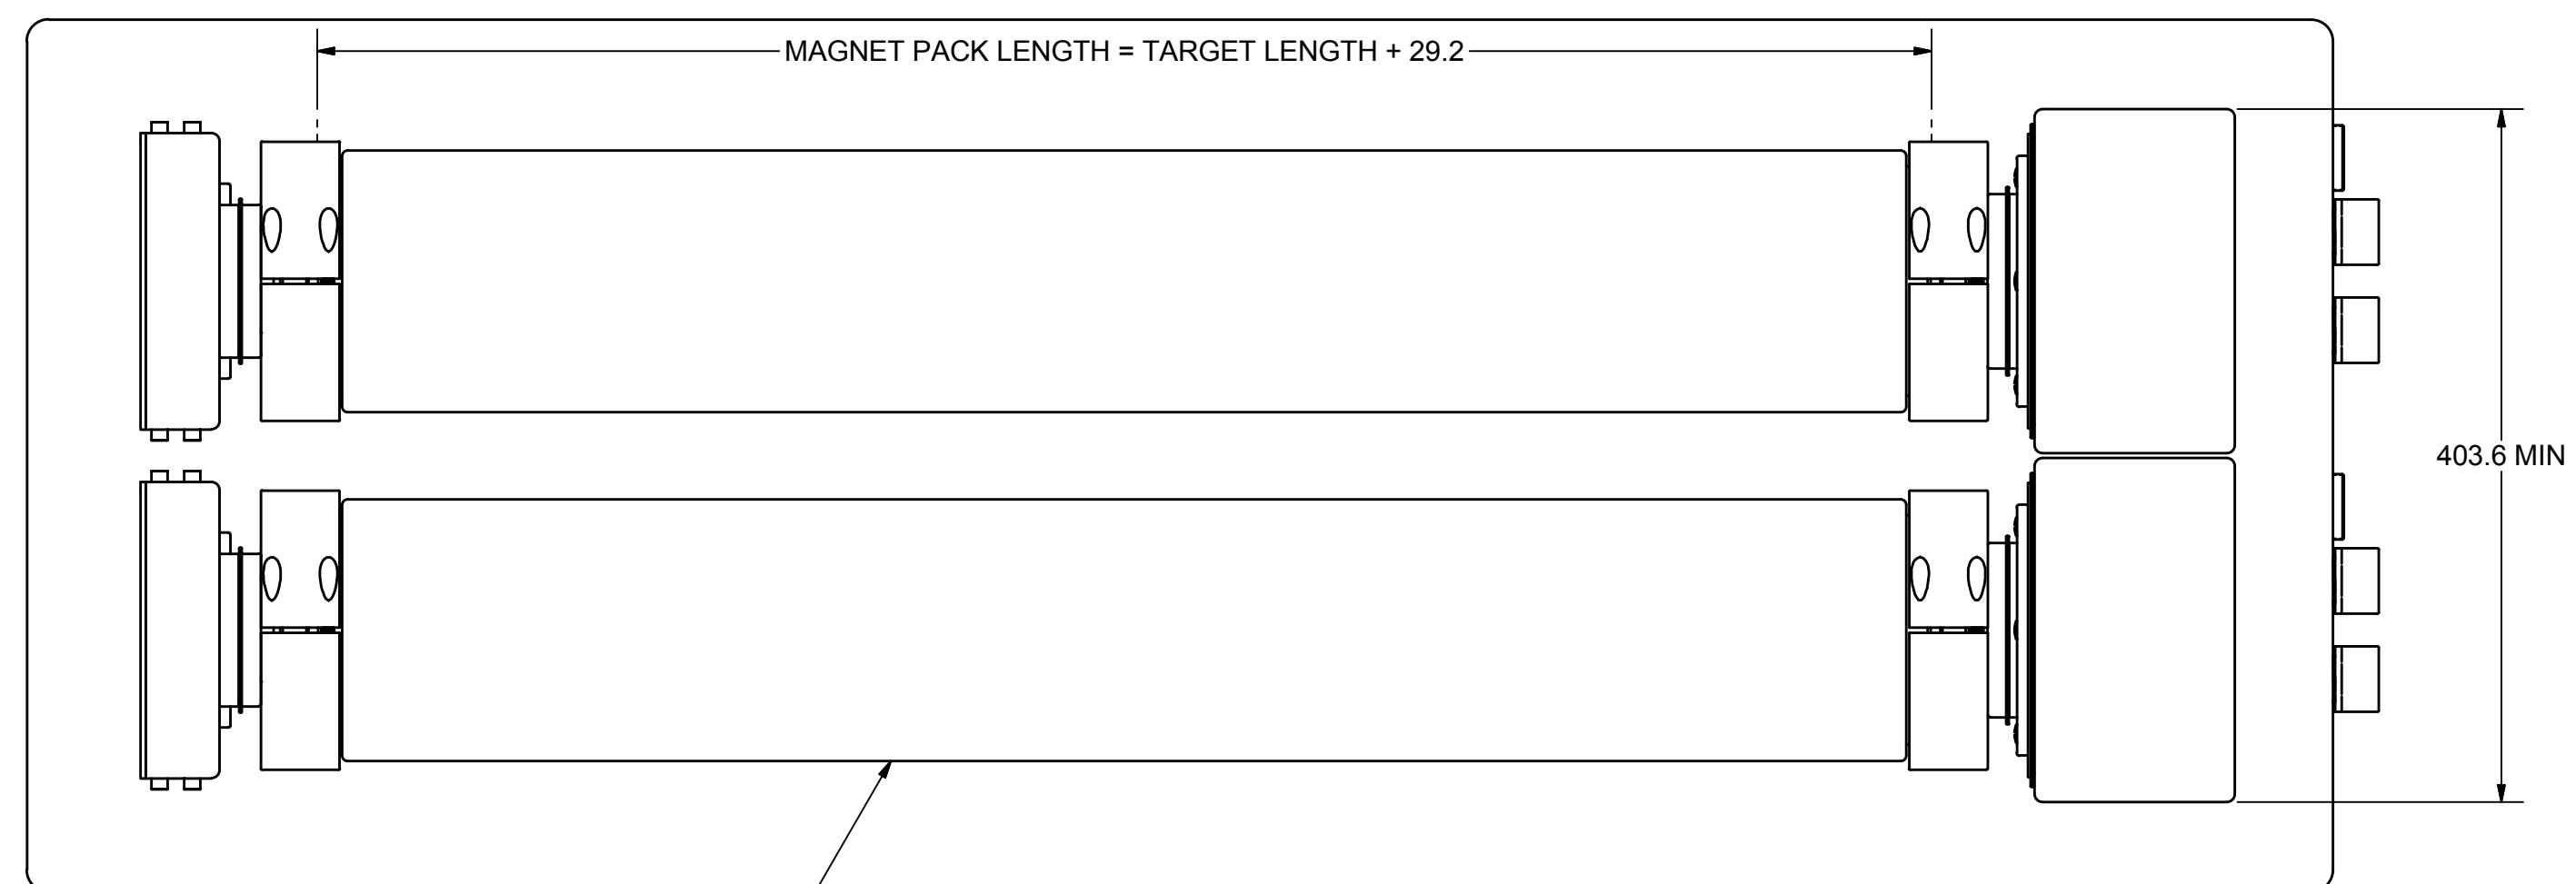 MAGNET PACK LENGTH = TARGET LENGTH + 29.2
403.6 MIN